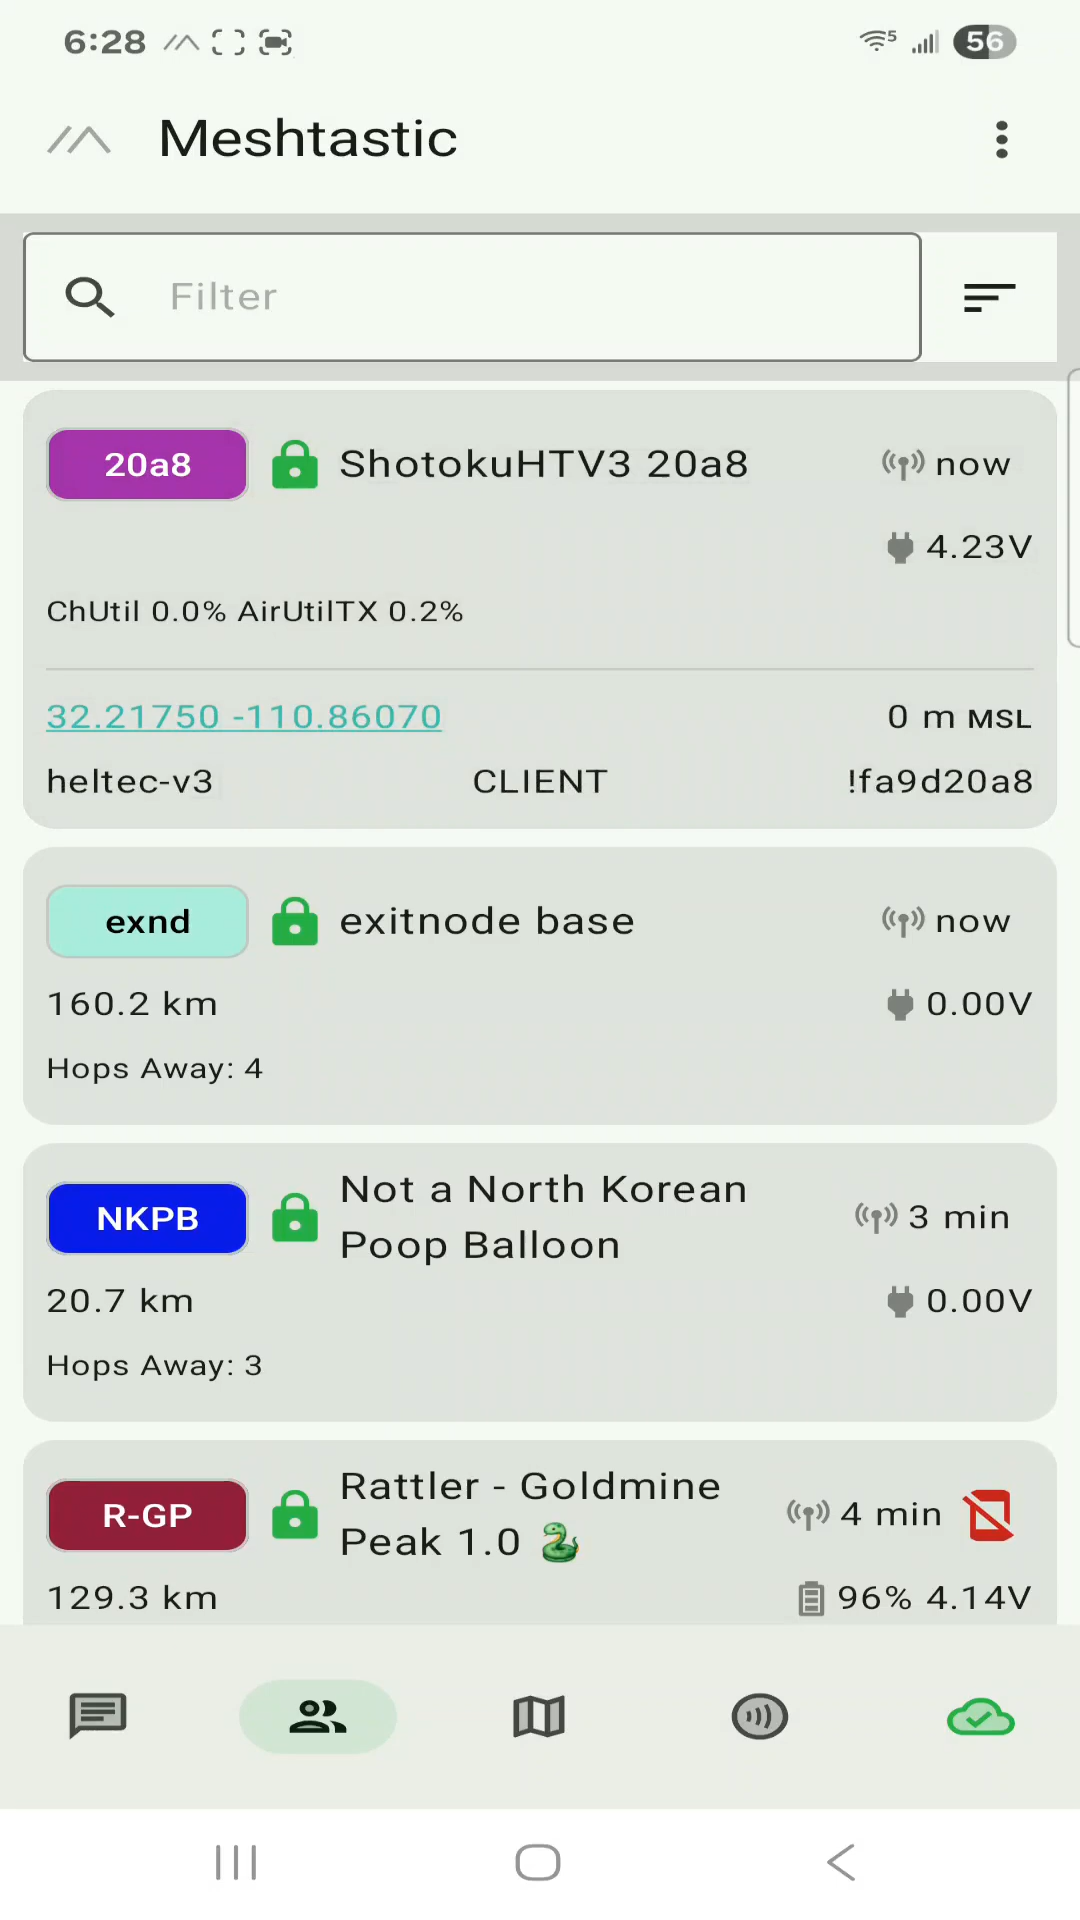 6:28
5
56
Meshtastic
Filter
20a8 ShotokuHTV3 20a8 now
4.23V
ChUtil 0.0% AirUtilTX 0.2%
32.21750 -110.86070 0 m MSL
heltec-v3 CLIENT !fa9d20a8
exnd exitnode base now
160.2 km 0.00V
Hops Away: 4
NKPB Not a North Korean
Poop Balloon 3 min
20.7 km 0.00V
Hops Away: 3
R-GP Rattler - Goldmine
Peak 1.0 🐍 4 min
129.3 km 96% 4.14V